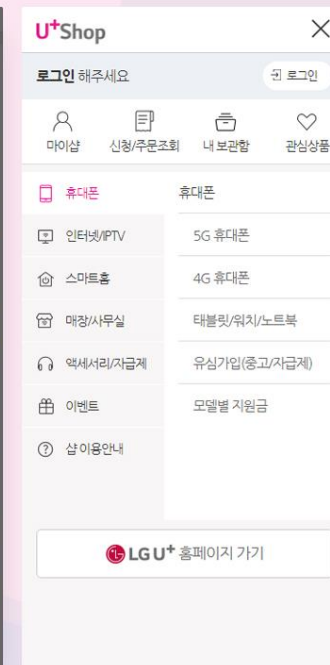 U+Shop
로그인 해주세요
로그인
마이샵 신청/주문조회 내 보관함 관심상품
휴대폰
인터넷/IPTV
스마트홈
매장/사무실
액세서리/자급제
이벤트
샵 이용안내
휴대폰
5G 휴대폰
4G 휴대폰
태블릿/워치/노트북
유심가입(중고/자급제)
모델별 지원금
LG U+ 홈페이지 가기